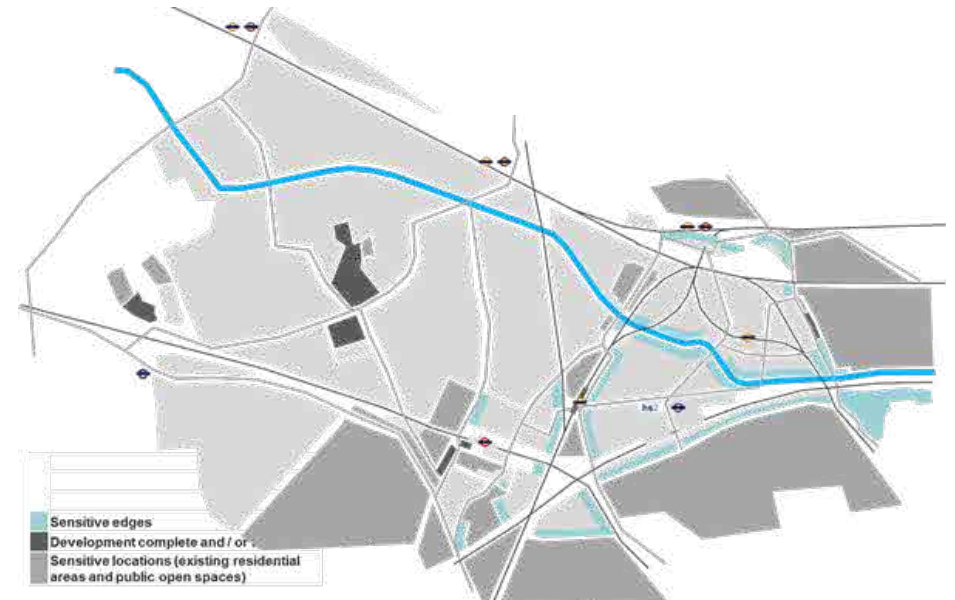 Sensitive edges
Development complete and / or
Sensitive locations (existing residential
areas and public open spaces)